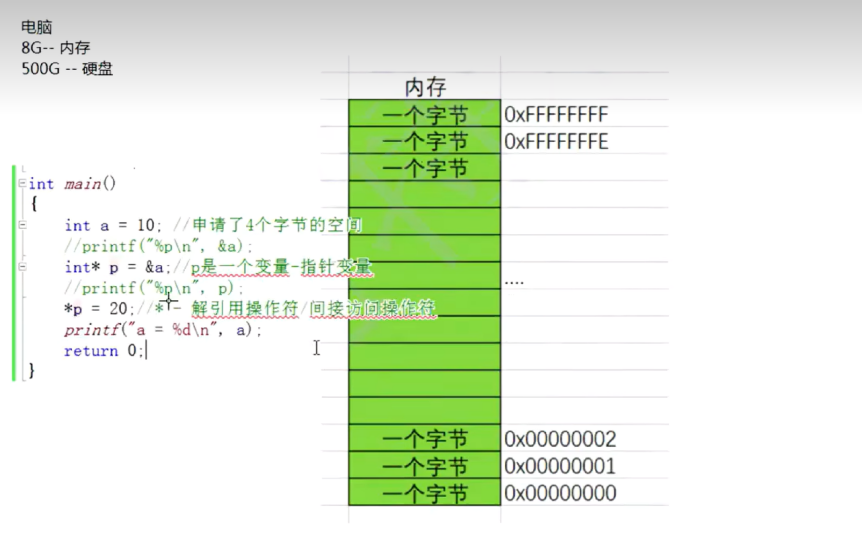 电脑
8G-- 内存
500G -- 硬盘
内存
一个字节 0xFFFFFFFF
一个字节 0xFFFFFFFE
一个字节
....
一个字节 0x00000002
一个字节 0x00000001
一个字节 0x00000000
int main()
{
int a = 10; //申请了4个字节的空间
//printf("%p\n", &a);
int* p = &a;//p是一个变量-指针变量
//printf("%p\n", p);
*p = 20;//* - 解引用操作符/间接访问操作符
printf("a = %d\n", a);
return 0;
}